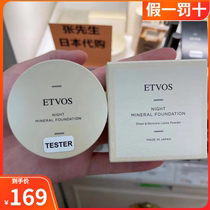 假一罚十
张先生
日本代购
ETVOS
NIGHT
MINERAL FOUNDATION
TESTER
ETVOS
NIGHT
MINERAL FOUNDATION
MADE IN JAPAN
¥169